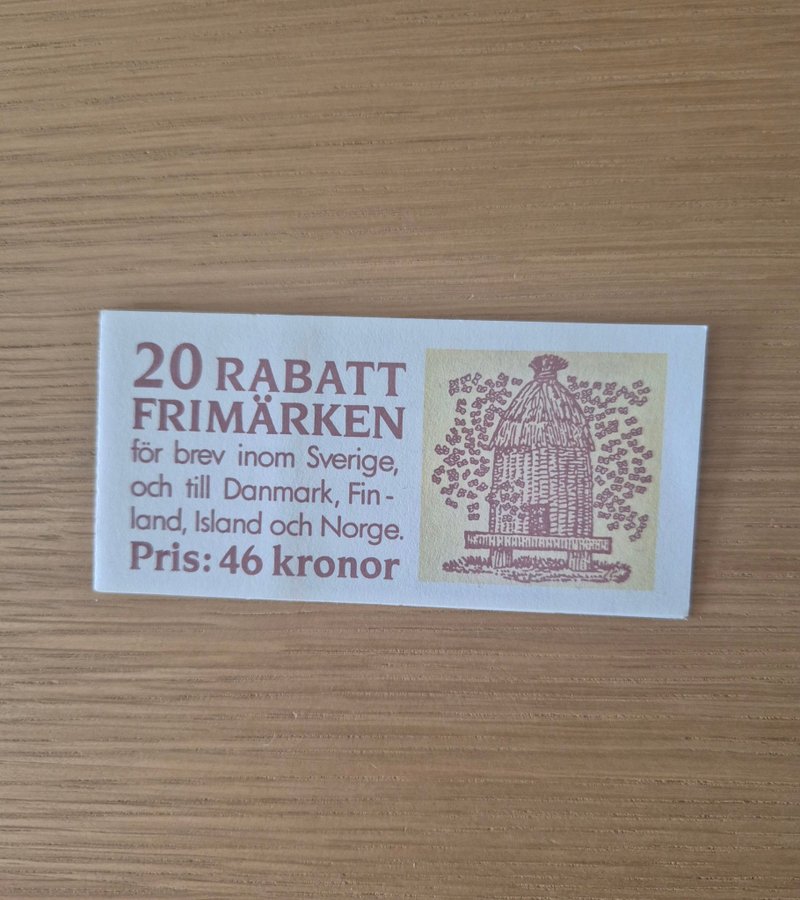 20 RABATT
FRIMÄRKEN
för brev inom Sverige,
och till Danmark, Fin-
land, Island och Norge.
Pris: 46 kronor